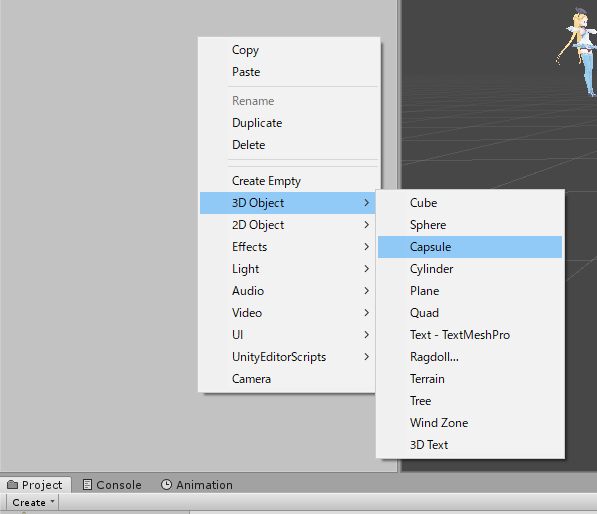 Copy
Paste
Rename
Duplicate
Delete
Create Empty
3D Object
2D Object
Effects
Light
Audio
Video
UI
UnityEditorScripts
Camera
Cube
Sphere
Capsule
Cylinder
Plane
Quad
Text - TextMeshPro
Ragdoll...
Terrain
Tree
Wind Zone
3D Text
Project Console Animation
Create